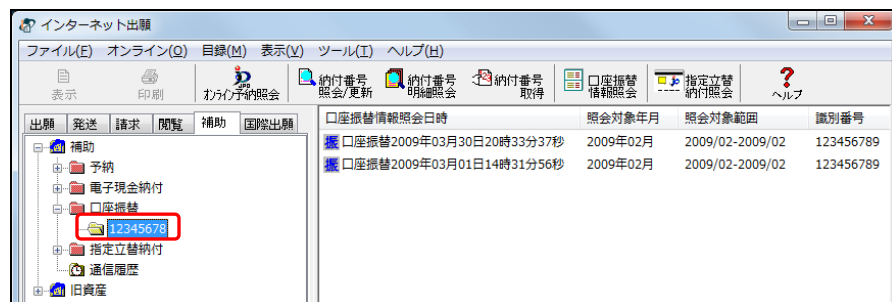 インターネット出願
ファイル(F) オンライン(O) 目録(M) 表示(V) ツール(T) ヘルプ(H)
表示 印刷 オンライン予納照会 納付番号照会/更新 納付番号明細照会 納付番号取得 口座振替情報照会 指定立替納付照会 ヘルプ
出願 発送 請求 閲覧 補助 国際出願
口座振替情報照会日時 照会対象年月 照会対象範囲 識別番号
振 口座振替2009年03月30日20時33分37秒 2009年02月 2009/02-2009/02 123456789
振 口座振替2009年03月01日14時31分56秒 2009年02月 2009/02-2009/02 123456789
補助
予納
電子現金納付
口座振替
12345678
指定立替納付
通信履歴
旧資産